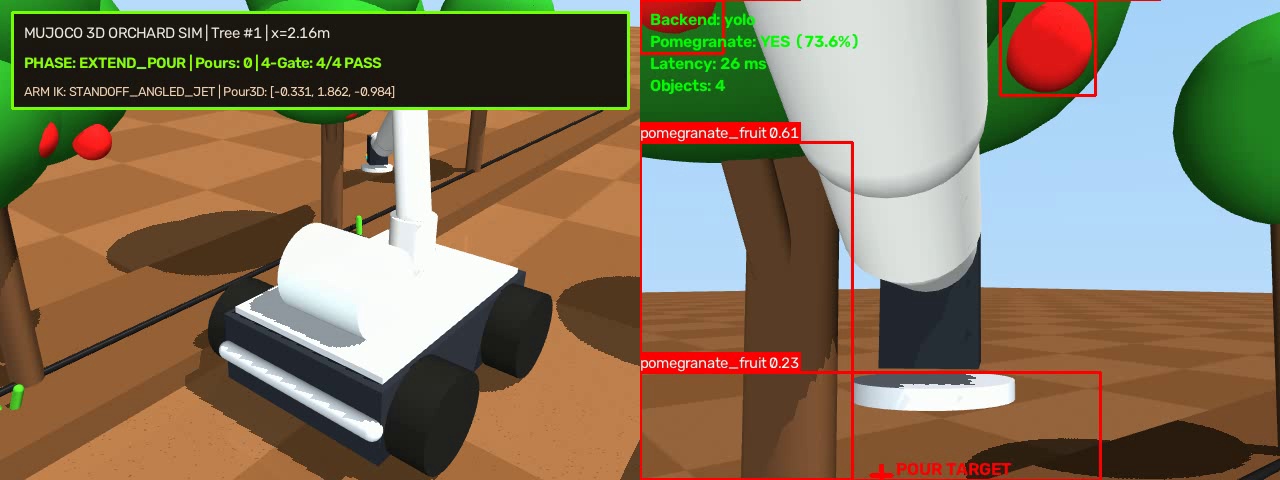 MUJOCO 3D ORCHARD SIM | Tree #1 | x=2.16m
PHASE: EXTEND_POUR | Pours: 0 | 4-Gate: 4/4 PASS
ARM IK: STANDOFF_ANGLED_JET | Pour3D: [-0.331, 1.862, -0.984]
Backend: yolo
Pomegranate: YES (73.6%)
Latency: 26 ms
Objects: 4
pomegranate_fruit 0.61
pomegranate_fruit 0.23
POUR TARGET